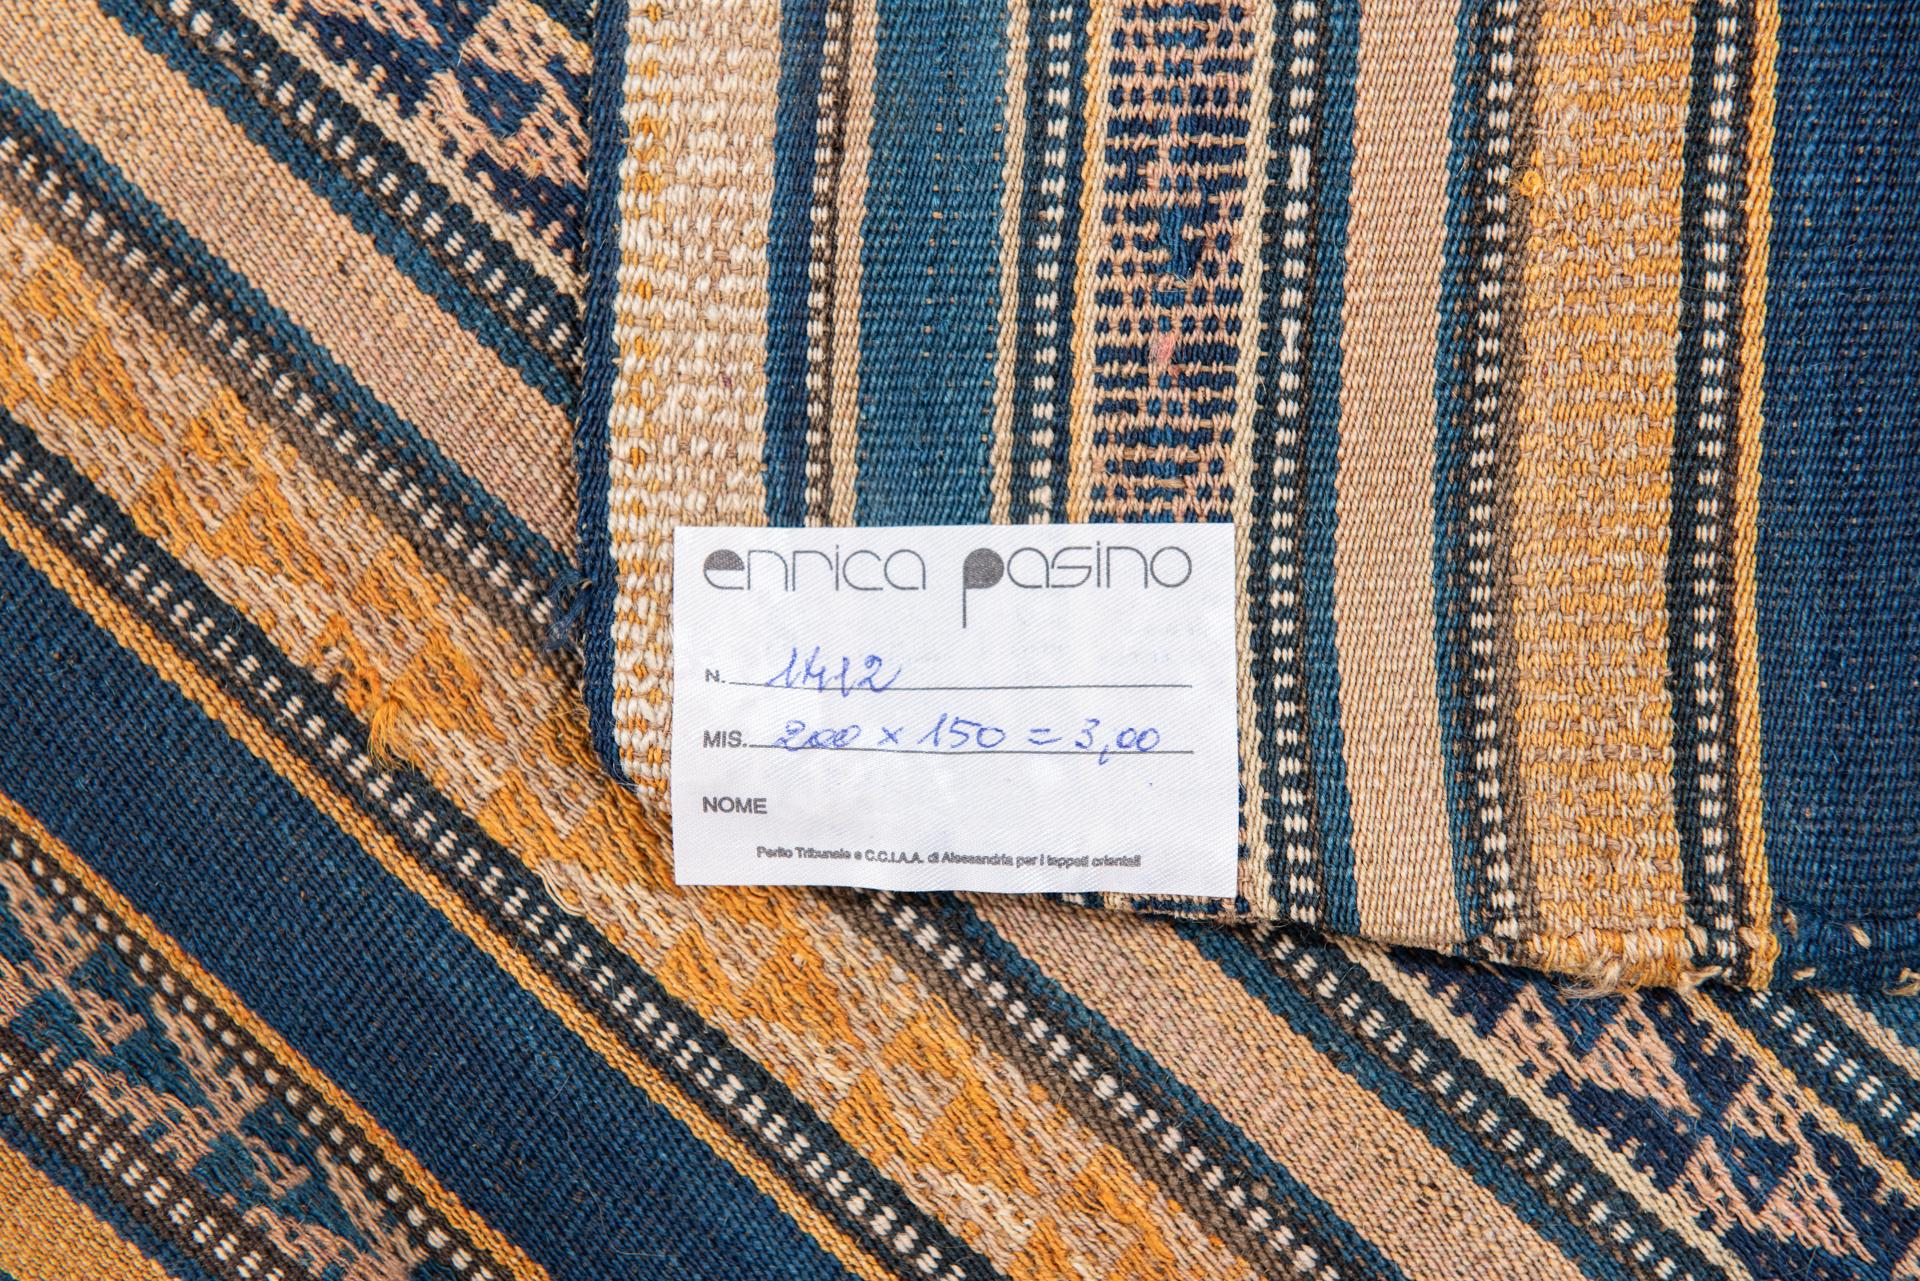 enrica pasino
N. 1412
MIS. 200 x 150 = 3,00
NOME
Perito Tribunale e C.C.I.A.A. di Alessandria per i tappeti orientali